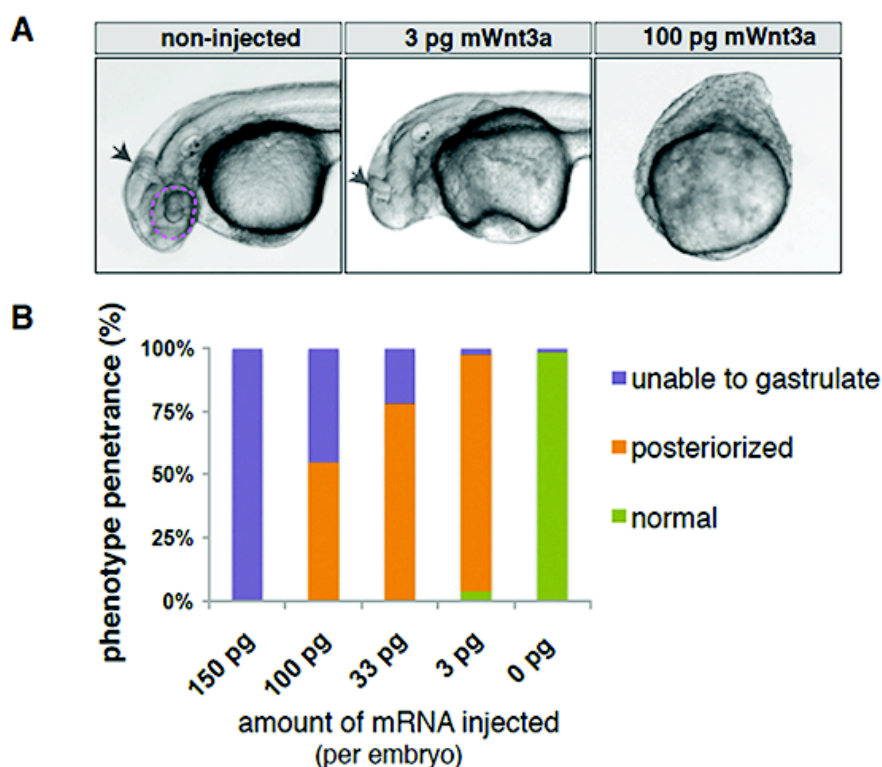 A
non-injected
3 pg mWnt3a
100 pg mWnt3a
B
phenotype penetrance (%)
100%
75%
50%
25%
0%
150 pg
100 pg
33 pg
3 pg
0 pg
amount of mRNA injected
(per embryo)
unable to gastrulate
posteriorized
normal